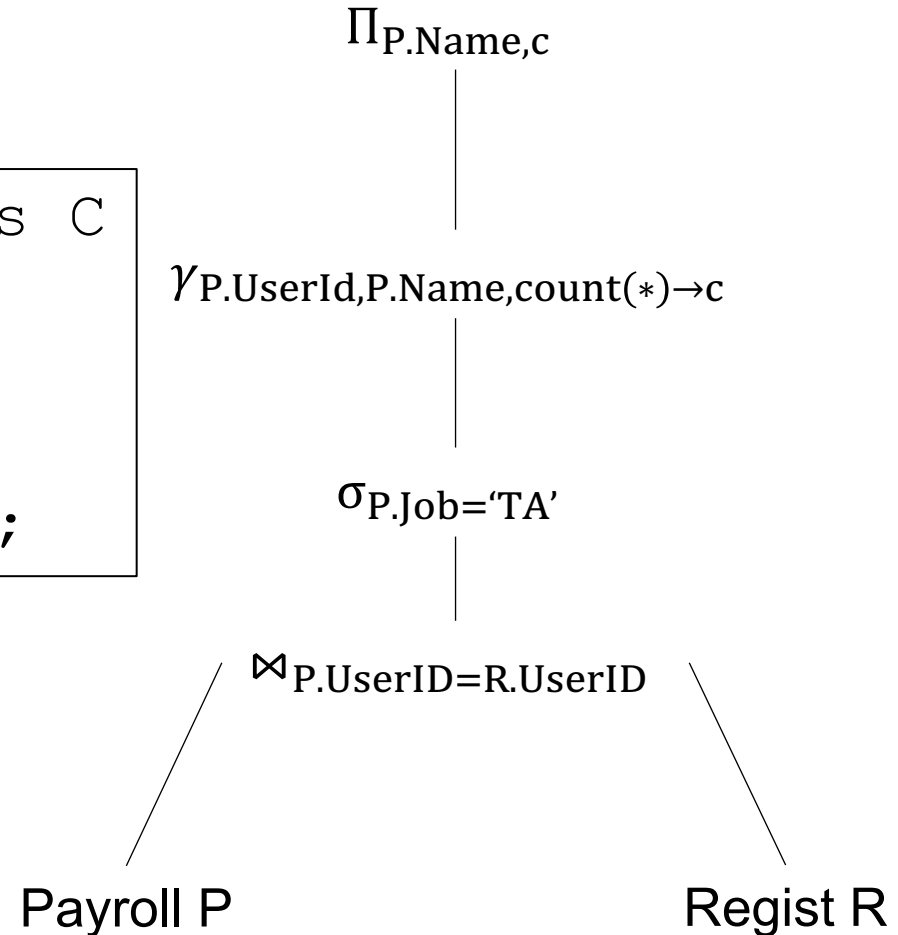 Π P.Name,c
s C
γ P.UserId,P.Name,count(*)→c
σ P.Job=‘TA’
;
⋈ P.UserID=R.UserID
Payroll P
Regist R